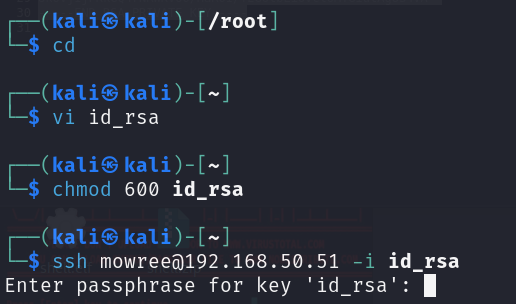 ┌──(kali㉿kali)-[/root]
└─$ cd
┌──(kali㉿kali)-[~]
└─$ vi id_rsa
┌──(kali㉿kali)-[~]
└─$ chmod 600 id_rsa
┌──(kali㉿kali)-[~]
└─$ ssh mowree@192.168.50.51 -i id_rsa
Enter passphrase for key 'id_rsa':